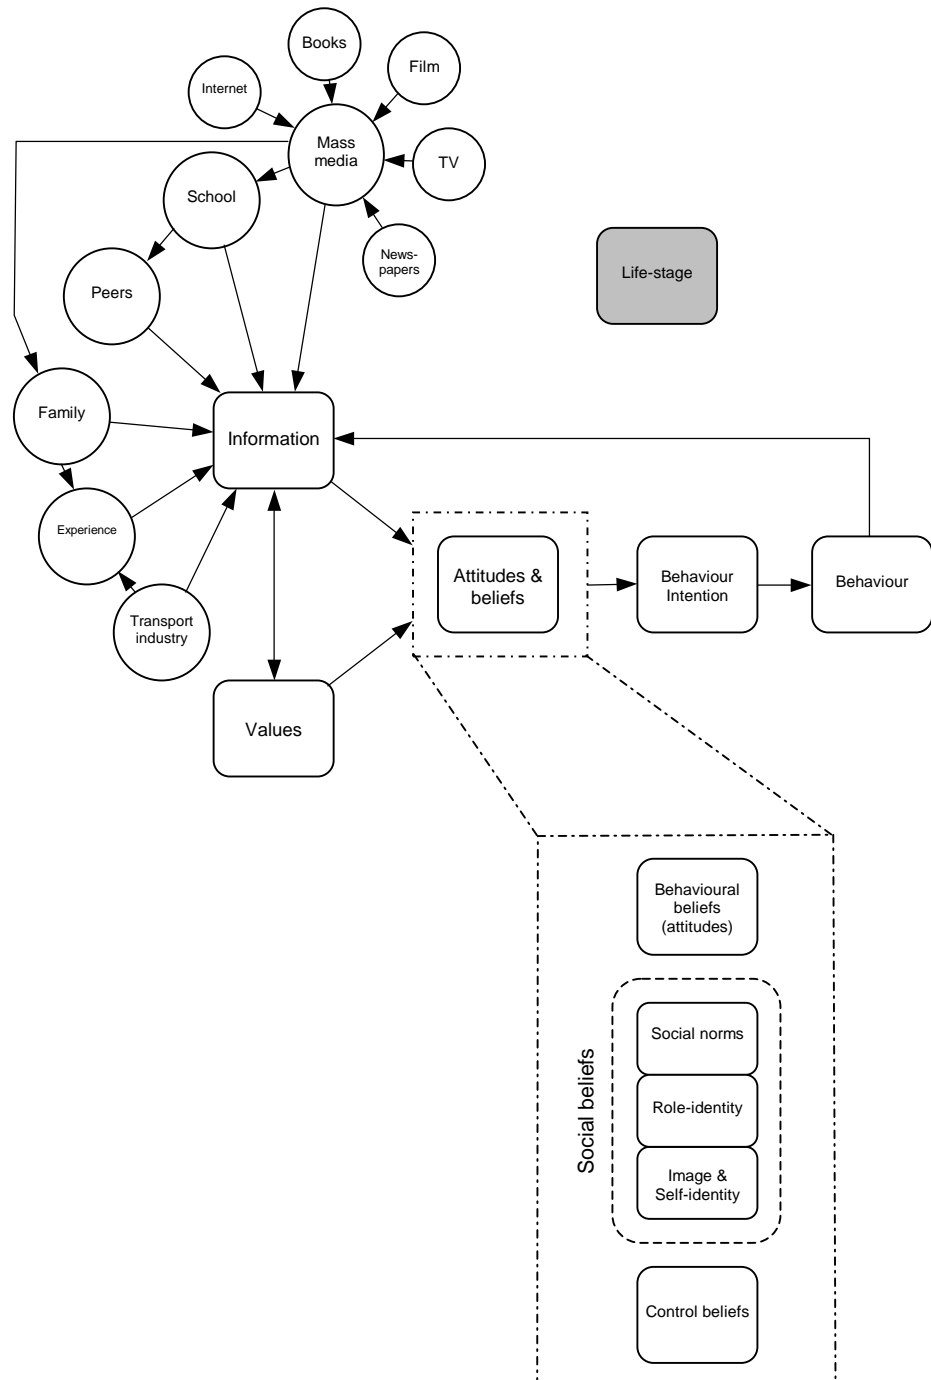 Books
Film
Internet
Mass
media
TV
School
News-
papers
Life-stage
Peers
Family
Information
Experience
Attitudes &
beliefs
Behaviour
Intention
Behaviour
Transport
industry
Values
Behavioural
beliefs
(attitudes)
Social beliefs
Social norms
Role-identity
Image &
Self-identity
Control beliefs